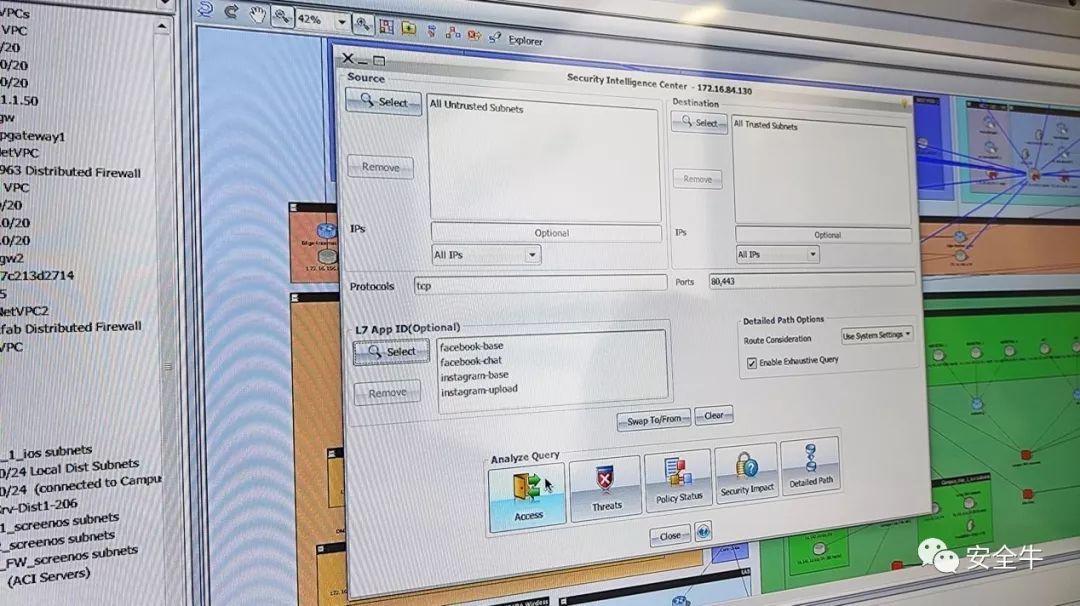 VPCs
VPC
/20
0/20
0/20
1.1.50
gw
pgateway1
letVPC
963 Distributed Firewall
VPC
0/20
.0/20
.0/20
gw2
7c213d2714
5
NetVPC2
fab Distributed Firewall
VPC
_1_ios subnets
0/24 Local Dist Subnets
0/24 (connected to Campu
rv-Dist1-206
1_screenos subnets
_screenos subnets
_FW_screenos subnets
(ACI Servers)
42%
Explorer
Security Intelligence Center - 172.16.84.130
Source
Select
All Untrusted Subnets
Remove
IPs
Optional
All IPs
Destination
Select
All Trusted Subnets
Remove
IPs
Optional
All IPs
Protocols
tcp
Ports
80,443
L7 App ID(Optional)
Select
facebook-base
facebook-chat
instagram-base
instagram-upload
Remove
Detailed Path Options
Route Consideration
Use System Settings
Enable Exhaustive Query
Swap To/From
Clear
Analyze Query
Access
Threats
Policy Status
Security Impact
Detailed Path
Close
安全牛